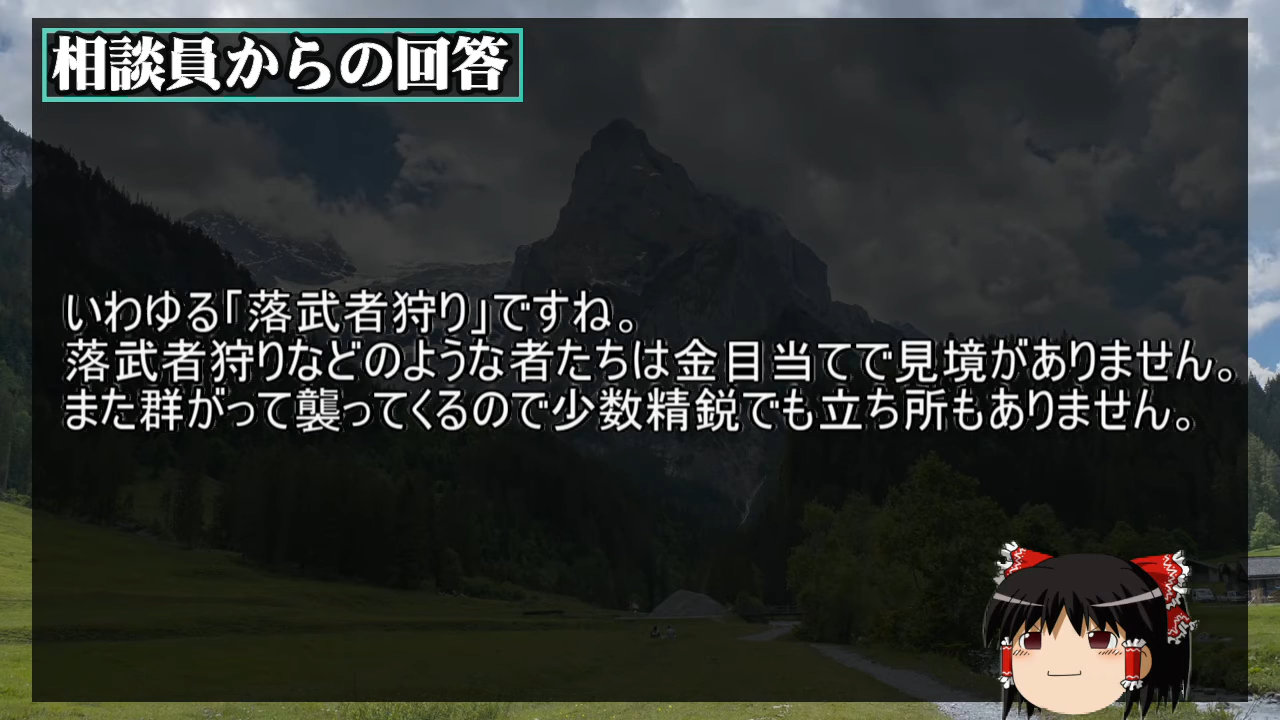 相談員からの回答
いわゆる「落武者狩り」ですね。
落武者狩りなどのような者たちは金目当てで見境がありません。
また群がって襲ってくるので少数精鋭でも立ち所もありません。